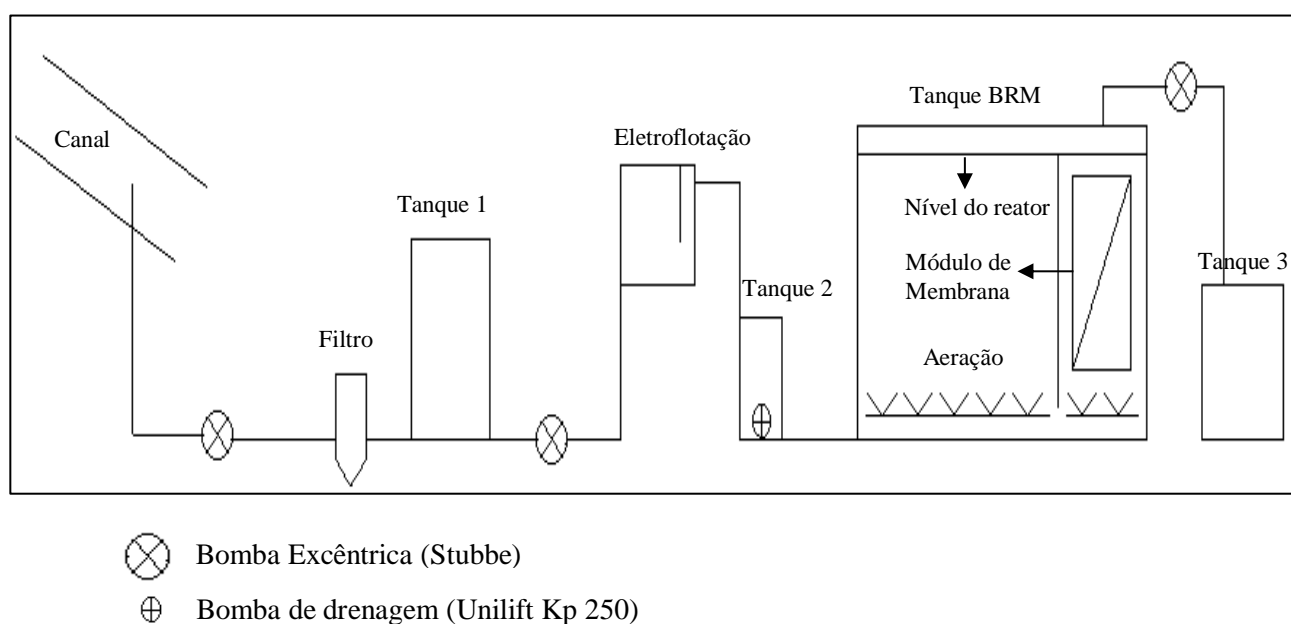 Canal
Filtro
Tanque 1
Eletroflotação
Tanque 2
Tanque BRM
Nível do reator
Módulo de
Membrana
Aeração
Tanque 3
Bomba Excêntrica (Stubbe)
Bomba de drenagem (Unilift Kp 250)